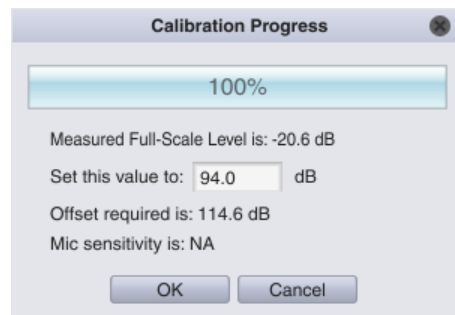 Calibration Progress
100%
Measured Full-Scale Level is: -20.6 dB
Set this value to: 94.0 dB
Offset required is: 114.6 dB
Mic sensitivity is: NA
OK Cancel